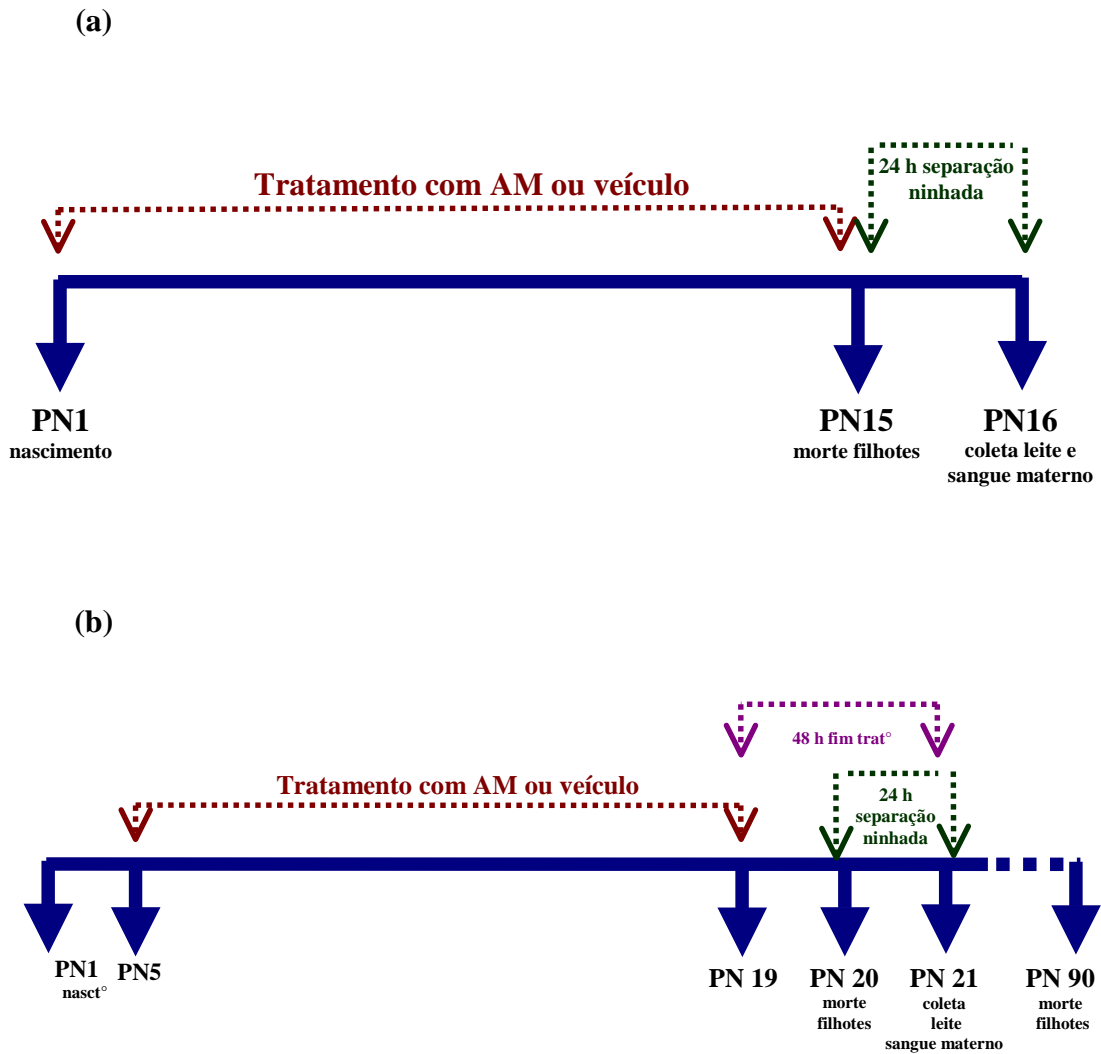 (a)
Tratamento com AM ou veículo
24 h separação
ninhada
PN1
nascimento
PN15
morte filhotes
PN16
coleta leite e
sangue materno
(b)
48 h fim trat°
Tratamento com AM ou veículo
24 h
separação
ninhada
PN1
nasct°
PN5
PN 19
PN 20
morte
filhotes
PN 21
coleta
leite
sangue materno
PN 90
morte
filhotes